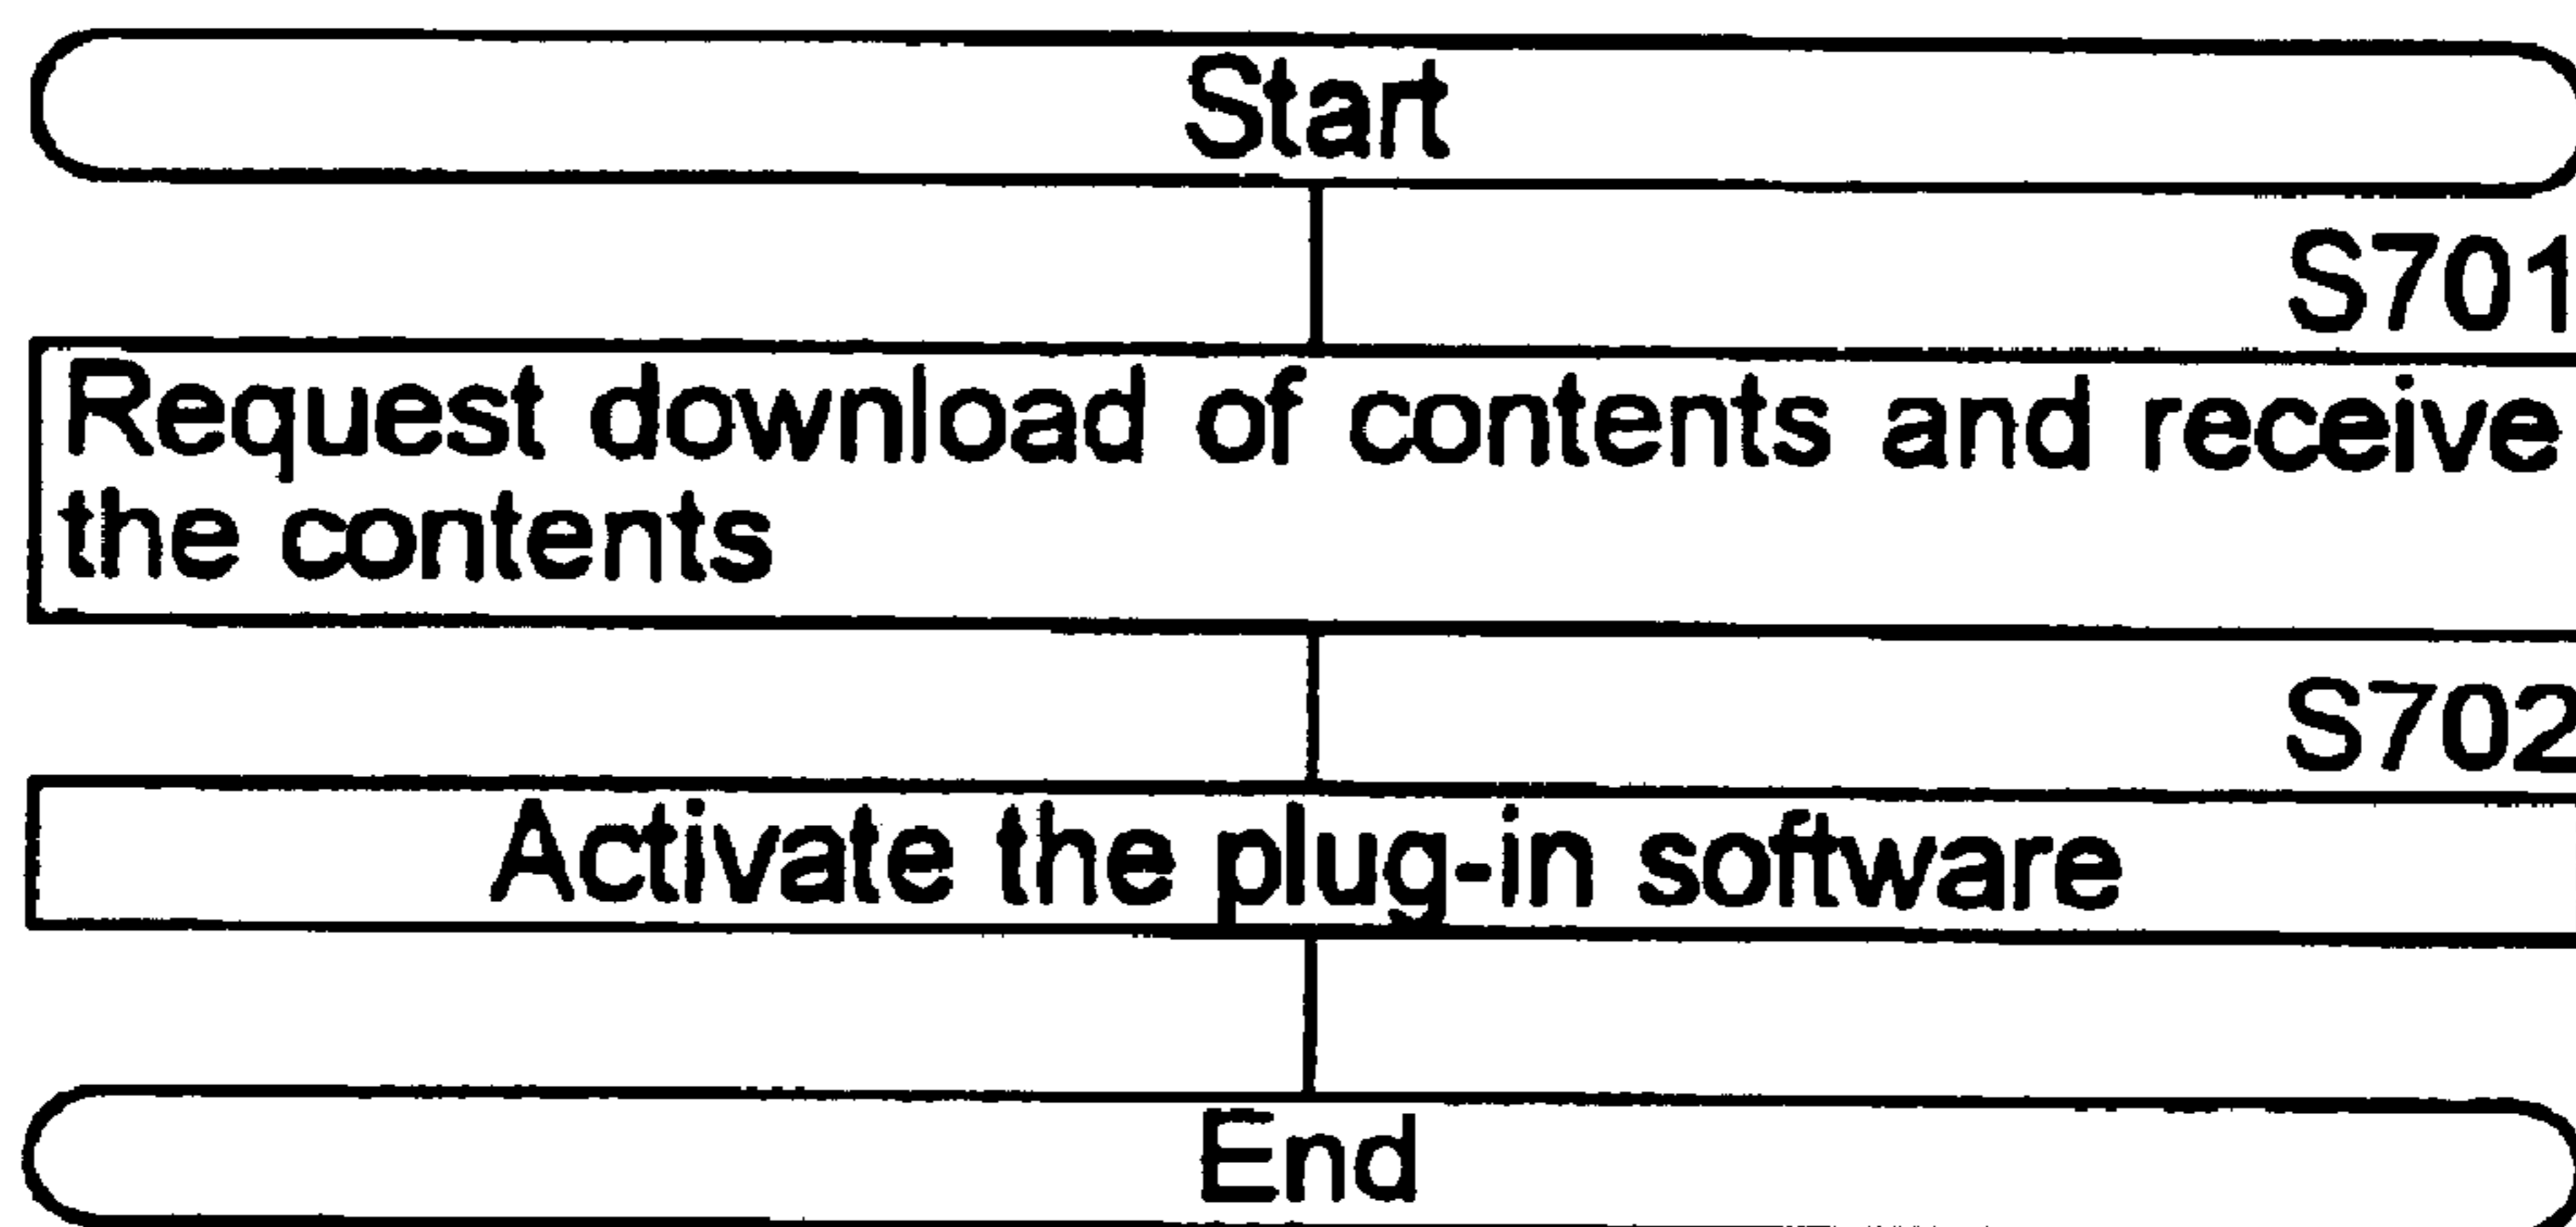 Start
S701
Request download of contents and receive
the contents
S702
Activate the plug-in software
End